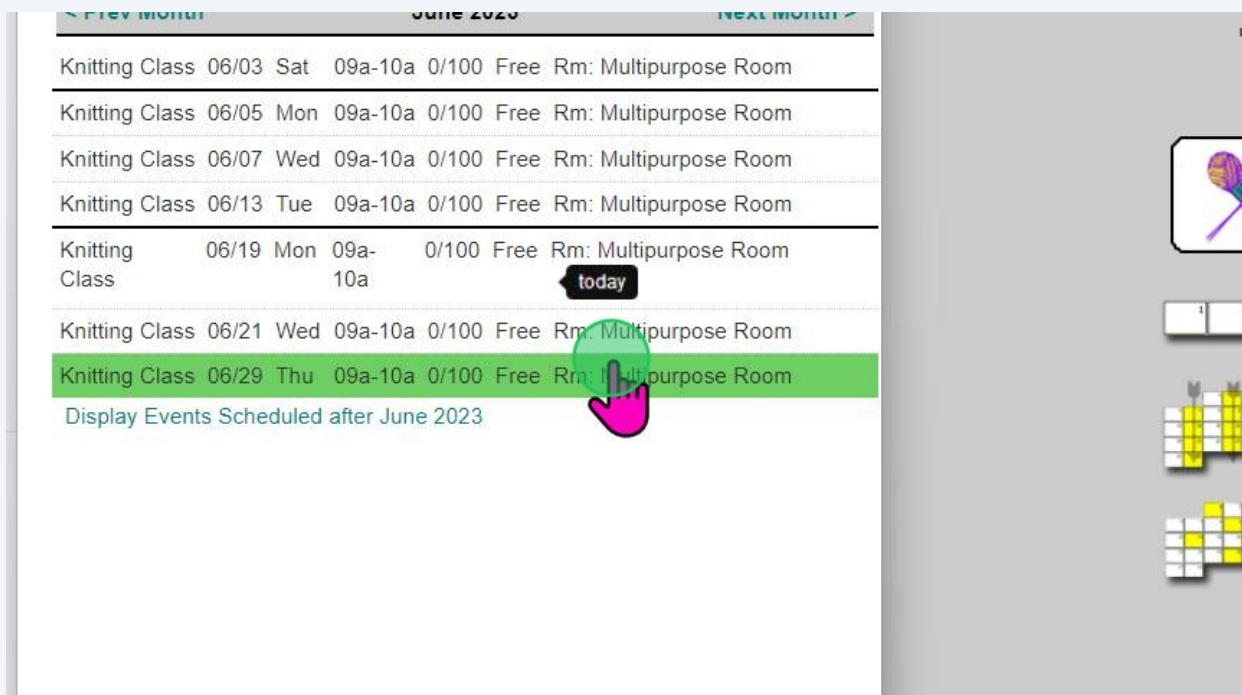 < Prev Month June 2023 Next Month >
Knitting Class 06/03 Sat 09a-10a 0/100 Free Rm: Multipurpose Room
Knitting Class 06/05 Mon 09a-10a 0/100 Free Rm: Multipurpose Room
Knitting Class 06/07 Wed 09a-10a 0/100 Free Rm: Multipurpose Room
Knitting Class 06/13 Tue 09a-10a 0/100 Free Rm: Multipurpose Room
Knitting 06/19 Mon 09a- 0/100 Free Rm: Multipurpose Room
Class 10a
today
Knitting Class 06/21 Wed 09a-10a 0/100 Free Rm: Multipurpose Room
Knitting Class 06/29 Thu 09a-10a 0/100 Free Rm: Multipurpose Room
Display Events Scheduled after June 2023
1